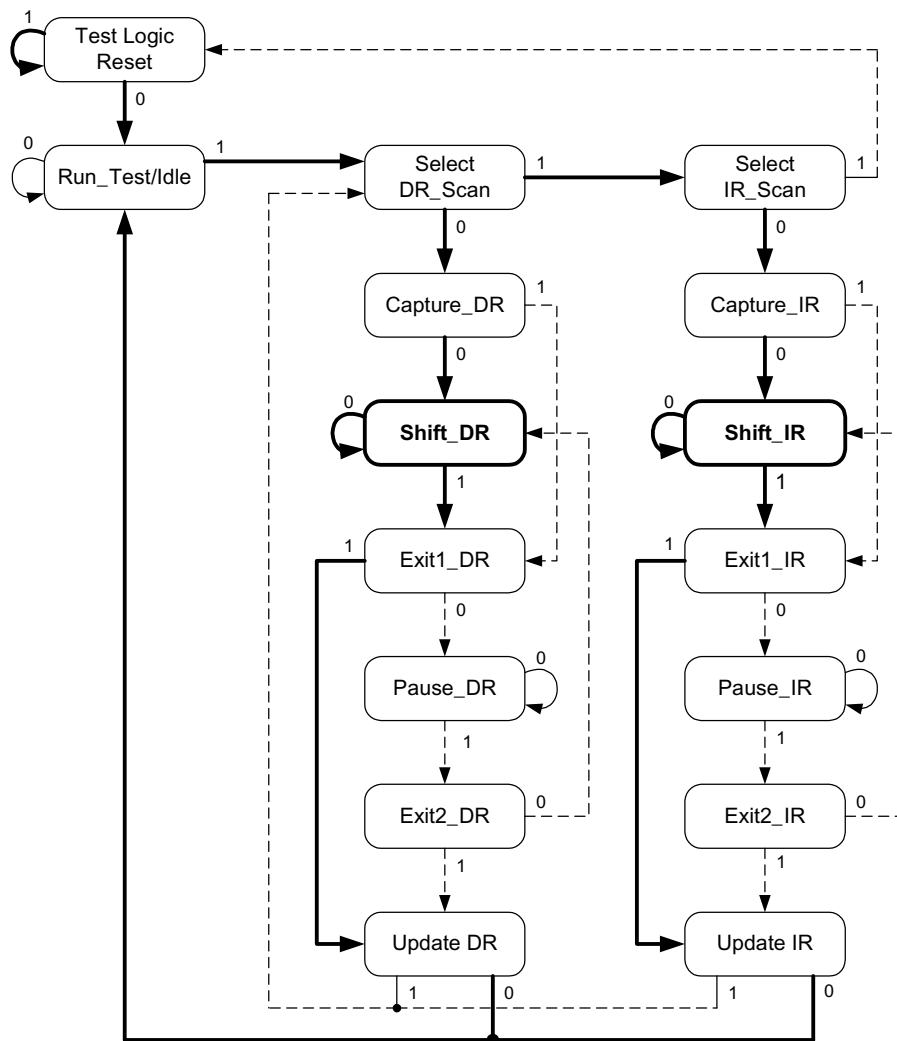 1
Test Logic
Reset
0
0
Run_Test/Idle
1
Select
DR_Scan
1
Select
IR_Scan
1
0
0
Capture_DR
1
Capture_IR
1
0
0
0
Shift_DR
0
Shift_IR
1
1
1
Exit1_DR
1
Exit1_IR
0
0
Pause_DR
0
Pause_IR
0
1
1
Exit2_DR
0
Exit2_IR
0
1
1
Update DR
Update IR
1
0
1
0